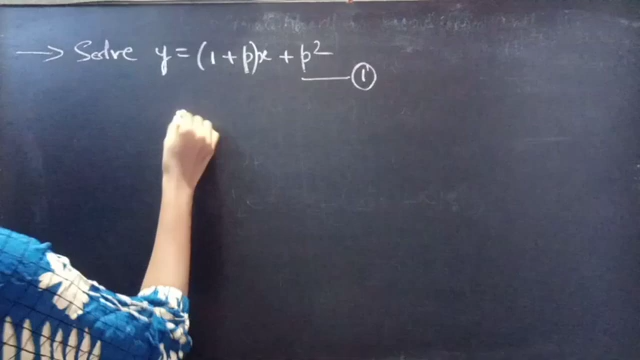 → Solve y = (1 + p)x + p² —— ①